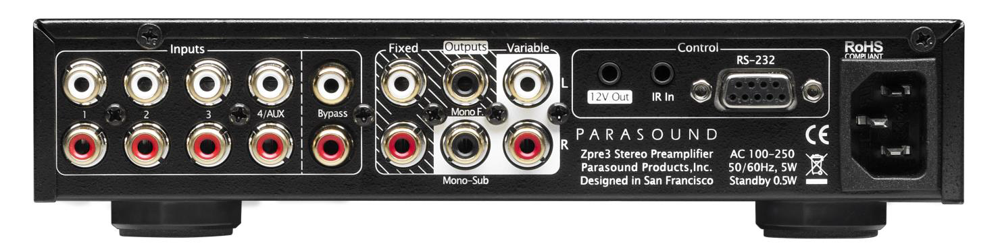 Inputs
1 2 3 4/AUX Bypass
Fixed Outputs Variable
L
Mono F.
R
Mono-Sub
Control
RS-232
12V Out IR In
RoHS
COMPLIANT
PARASOUND
CE
Zpre3 Stereo Preamplifier
Parasound Products,Inc.
Designed in San Francisco
AC 100-250
50/60Hz, 5W
Standby 0.5W